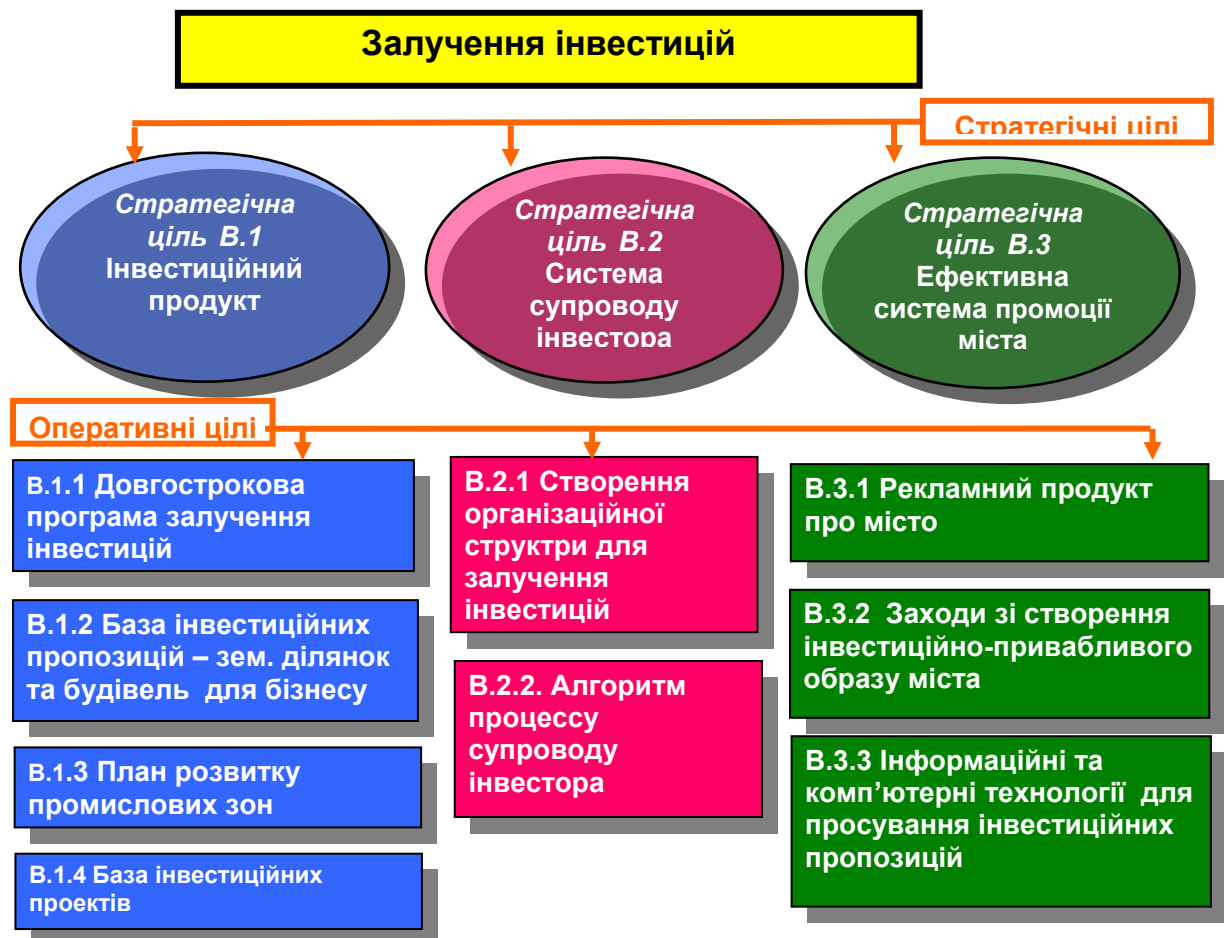 Залучення інвестицій
Стратегічні цілі
Стратегічна
ціль В.1
Інвестиційний
продукт
Стратегічна
ціль В.2
Система
супроводу
інвестора
Стратегічна
ціль В.3
Ефективна
система промоції
міста
Оперативні цілі
В.1.1 Довгострокова
програма залучення
інвестицій
В.1.2 База інвестиційних
пропозицій – зем. ділянок
та будівель для бізнесу
В.1.3 План розвитку
промислових зон
В.1.4 База інвестиційних
проектів
В.2.1 Створення
організаційної
структри для
залучення
інвестицій
В.2.2. Алгоритм
процессу
супроводу
інвестора
В.3.1 Рекламний продукт
про місто
В.3.2 Заходи зі створення
інвестиційно-привабливого
образу міста
В.3.3 Інформаційні та
комп’ютерні технології для
просування інвестиційних
пропозицій